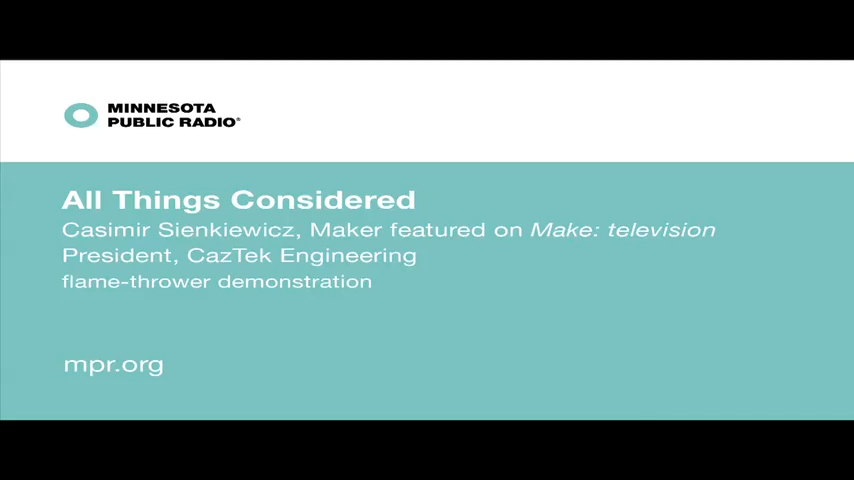 MINNESOTA
PUBLIC RADIO®
All Things Considered
Casimir Sienkiewicz, Maker featured on Make: television
President, CazTek Engineering
flame-thrower demonstration
mpr.org